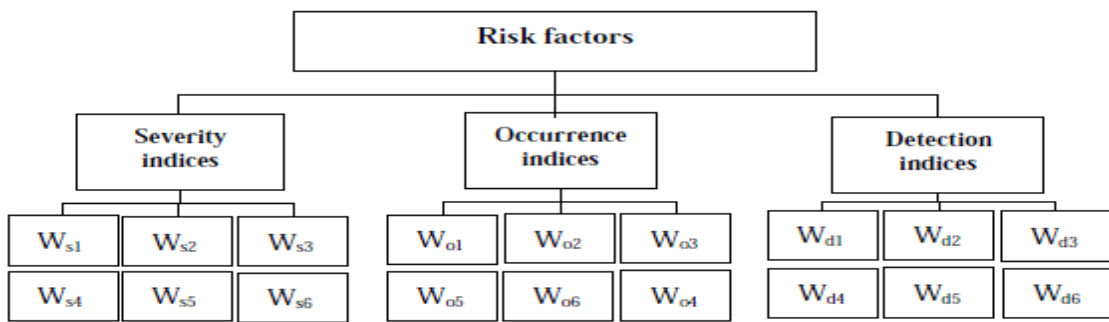 Risk factors
Severity
indices
Occurrence
indices
Detection
indices
Ws1 Ws2 Ws3
Ws4 Ws5 Ws6
Wo1 Wo2 Wo3
Wo5 Wo6 Wo4
Wd1 Wd2 Wd3
Wd4 Wd5 Wd6